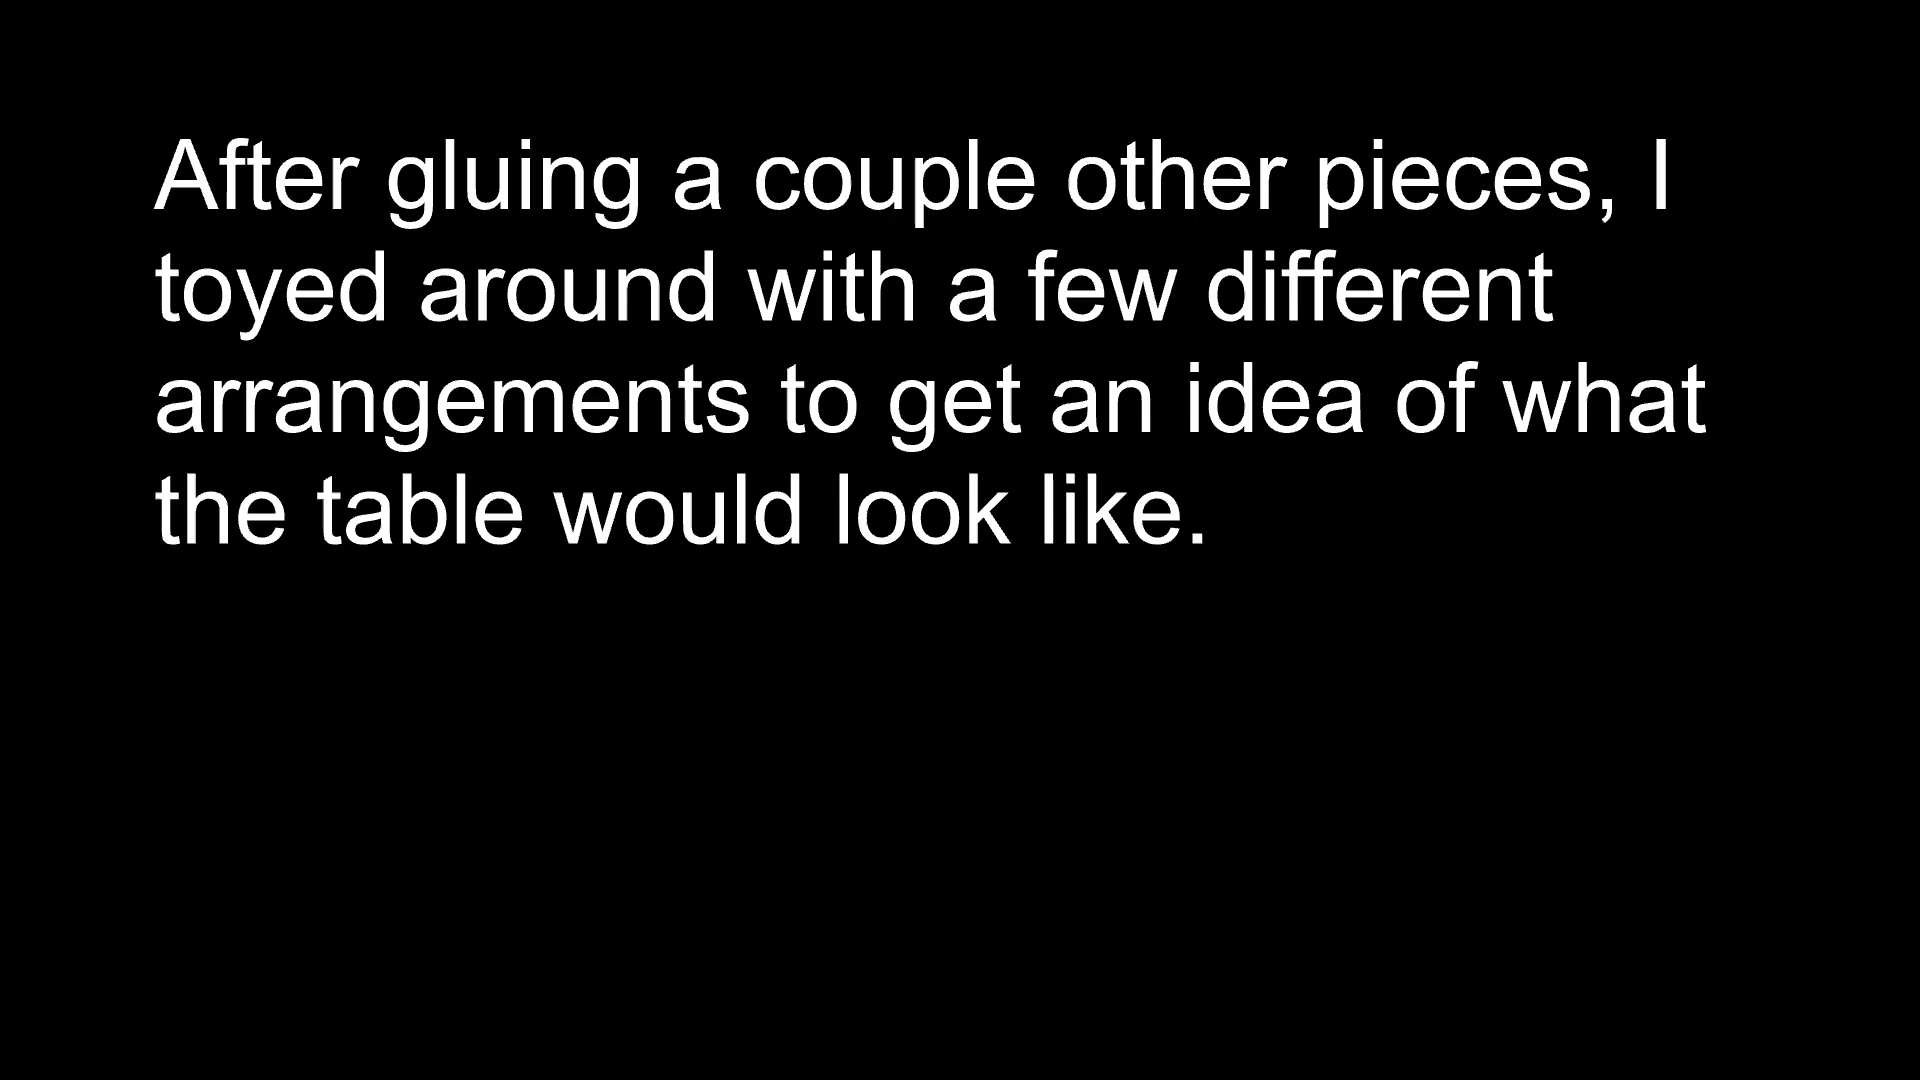 After gluing a couple other pieces, I
toyed around with a few different
arrangements to get an idea of what
the table would look like.